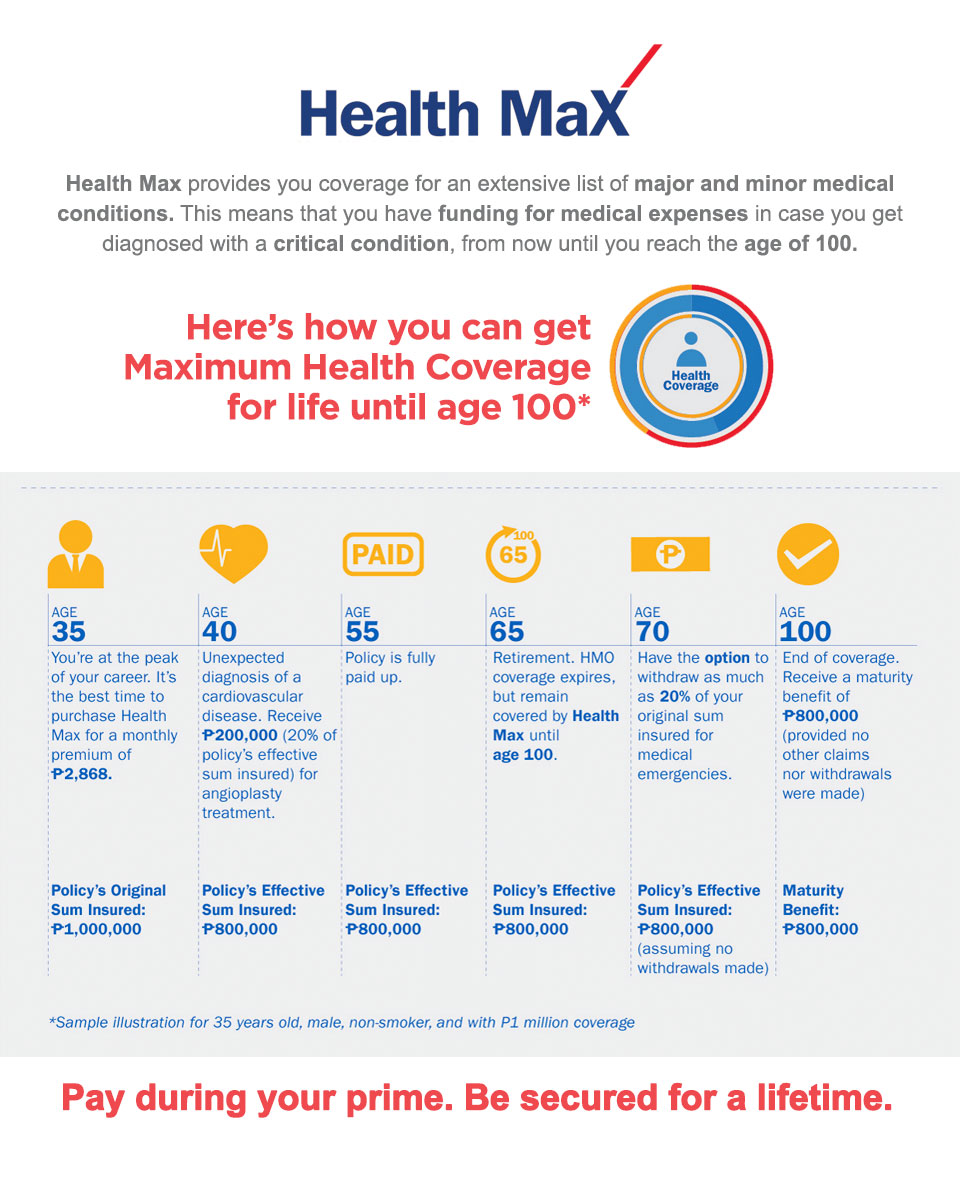 Health MaX
Health Max provides you coverage for an extensive list of major and minor medical
conditions. This means that you have funding for medical expenses in case you get
diagnosed with a critical condition, from now until you reach the age of 100.
Here's how you can get
Maximum Health Coverage
for life until age 100*
Health
Coverage
AGE
35
You're at the peak
of your career. It's
the best time to
purchase Health
Max for a monthly
premium of
₱2,868.
Policy's Original
Sum Insured:
₱1,000,000
AGE
40
Unexpected
diagnosis of a
cardiovascular
disease. Receive
₱200,000 (20% of
policy's effective
sum insured) for
angioplasty
treatment.
Policy's Effective
Sum Insured:
₱800,000
PAID
AGE
55
Policy is fully
paid up.
Policy's Effective
Sum Insured:
₱800,000
100
65
AGE
65
Retirement. HMO
coverage expires,
but remain
covered by Health
Max until
age 100.
Policy's Effective
Sum Insured:
₱800,000
₱
AGE
70
Have the option to
withdraw as much
as 20% of your
original sum
insured for
medical
emergencies.
Policy's Effective
Sum Insured:
₱800,000
(assuming no
withdrawals made)
AGE
100
End of coverage.
Receive a maturity
benefit of
₱800,000
(provided no
other claims
nor withdrawals
were made)
Maturity
Benefit:
₱800,000
*Sample illustration for 35 years old, male, non-smoker, and with P1 million coverage
Pay during your prime. Be secured for a lifetime.